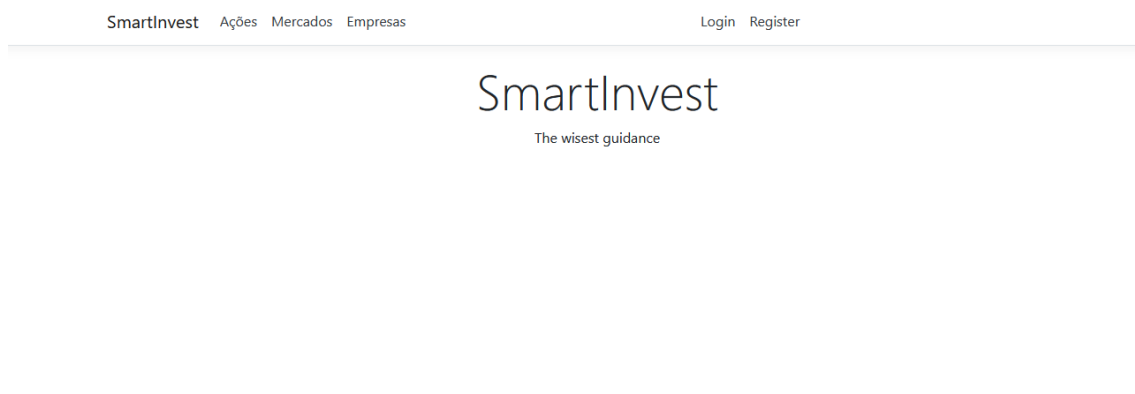 SmartInvest Ações Mercados Empresas Login Register
SmartInvest
The wisest guidance